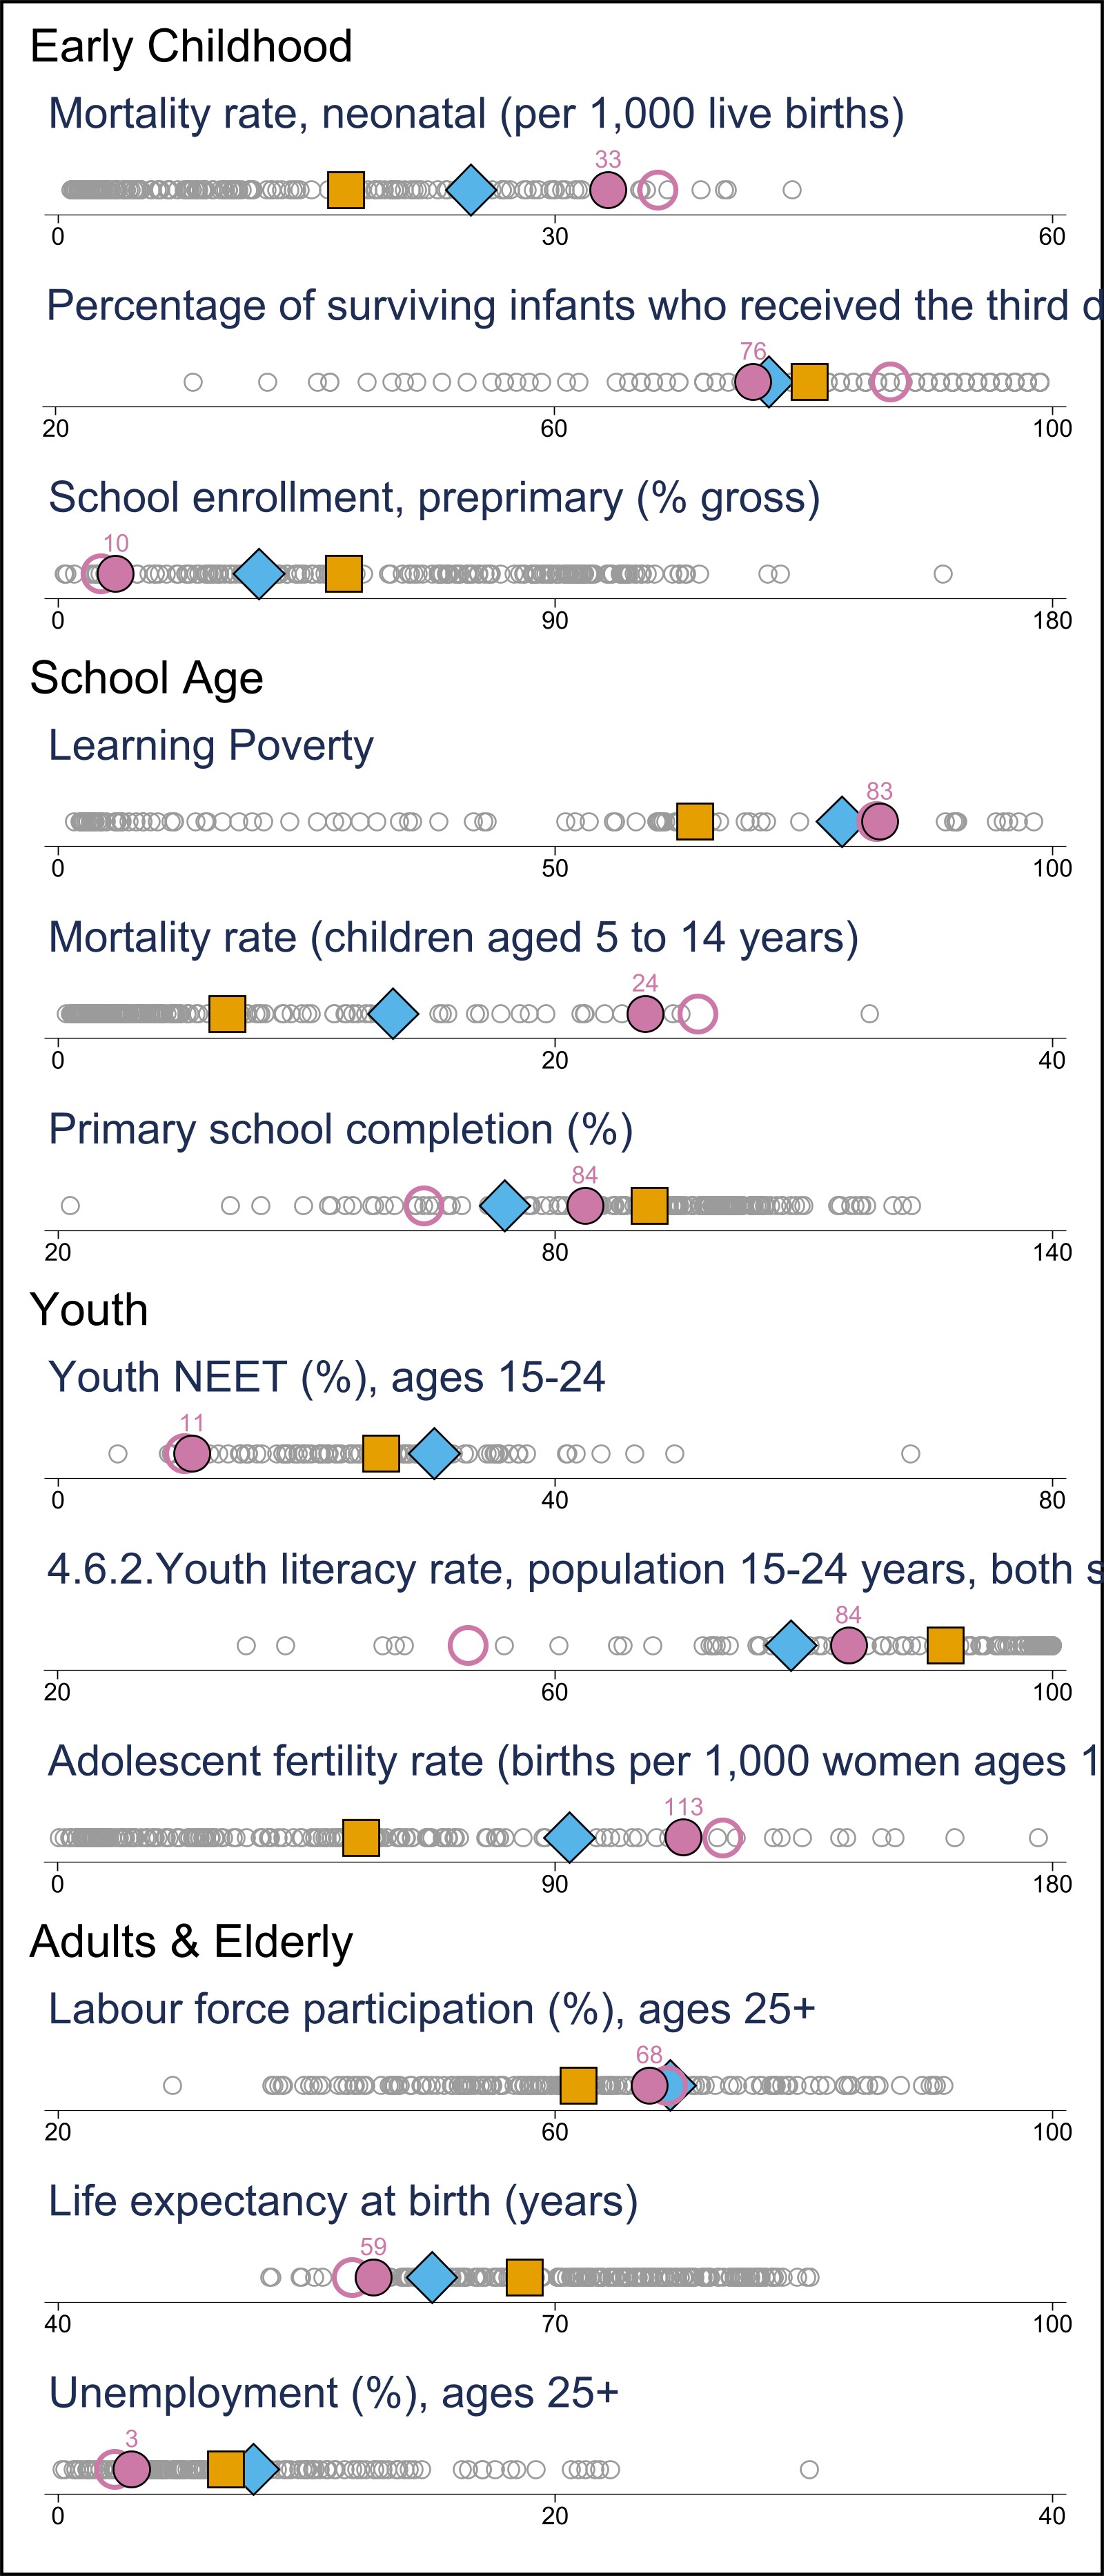 Early Childhood
Mortality rate, neonatal (per 1,000 live births)
33
0 30 60
Percentage of surviving infants who received the third d
76
20 60 100
School enrollment, preprimary (% gross)
10
0 90 180
School Age
Learning Poverty
83
0 50 100
Mortality rate (children aged 5 to 14 years)
24
0 20 40
Primary school completion (%)
84
20 80 140
Youth
Youth NEET (%), ages 15-24
11
0 40 80
4.6.2.Youth literacy rate, population 15-24 years, both s
84
20 60 100
Adolescent fertility rate (births per 1,000 women ages 1
113
0 90 180
Adults & Elderly
Labour force participation (%), ages 25+
68
20 60 100
Life expectancy at birth (years)
59
40 70 100
Unemployment (%), ages 25+
3
0 20 40